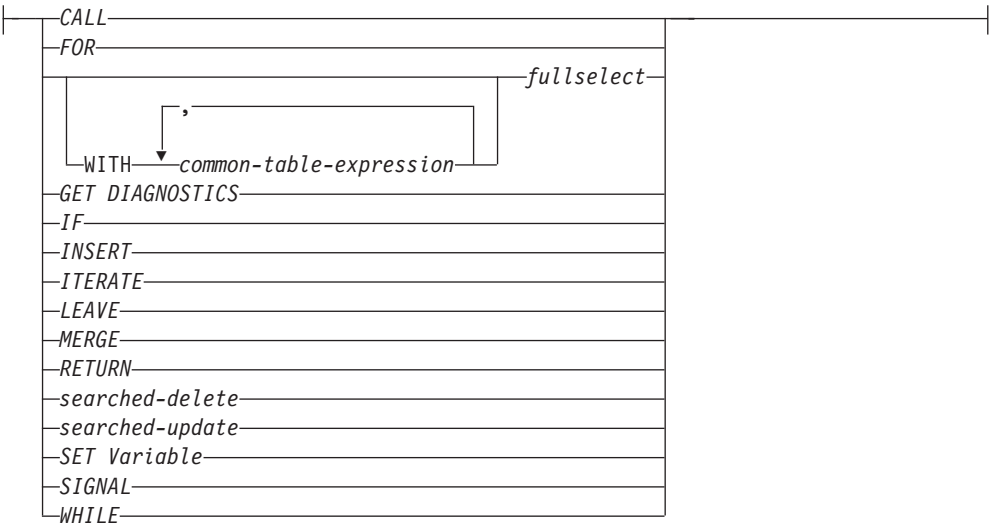 CALL
FOR
fullselect
,
WITH common-table-expression
GET DIAGNOSTICS
IF
INSERT
ITERATE
LEAVE
MERGE
RETURN
searched-delete
searched-update
SET Variable
SIGNAL
WHILE